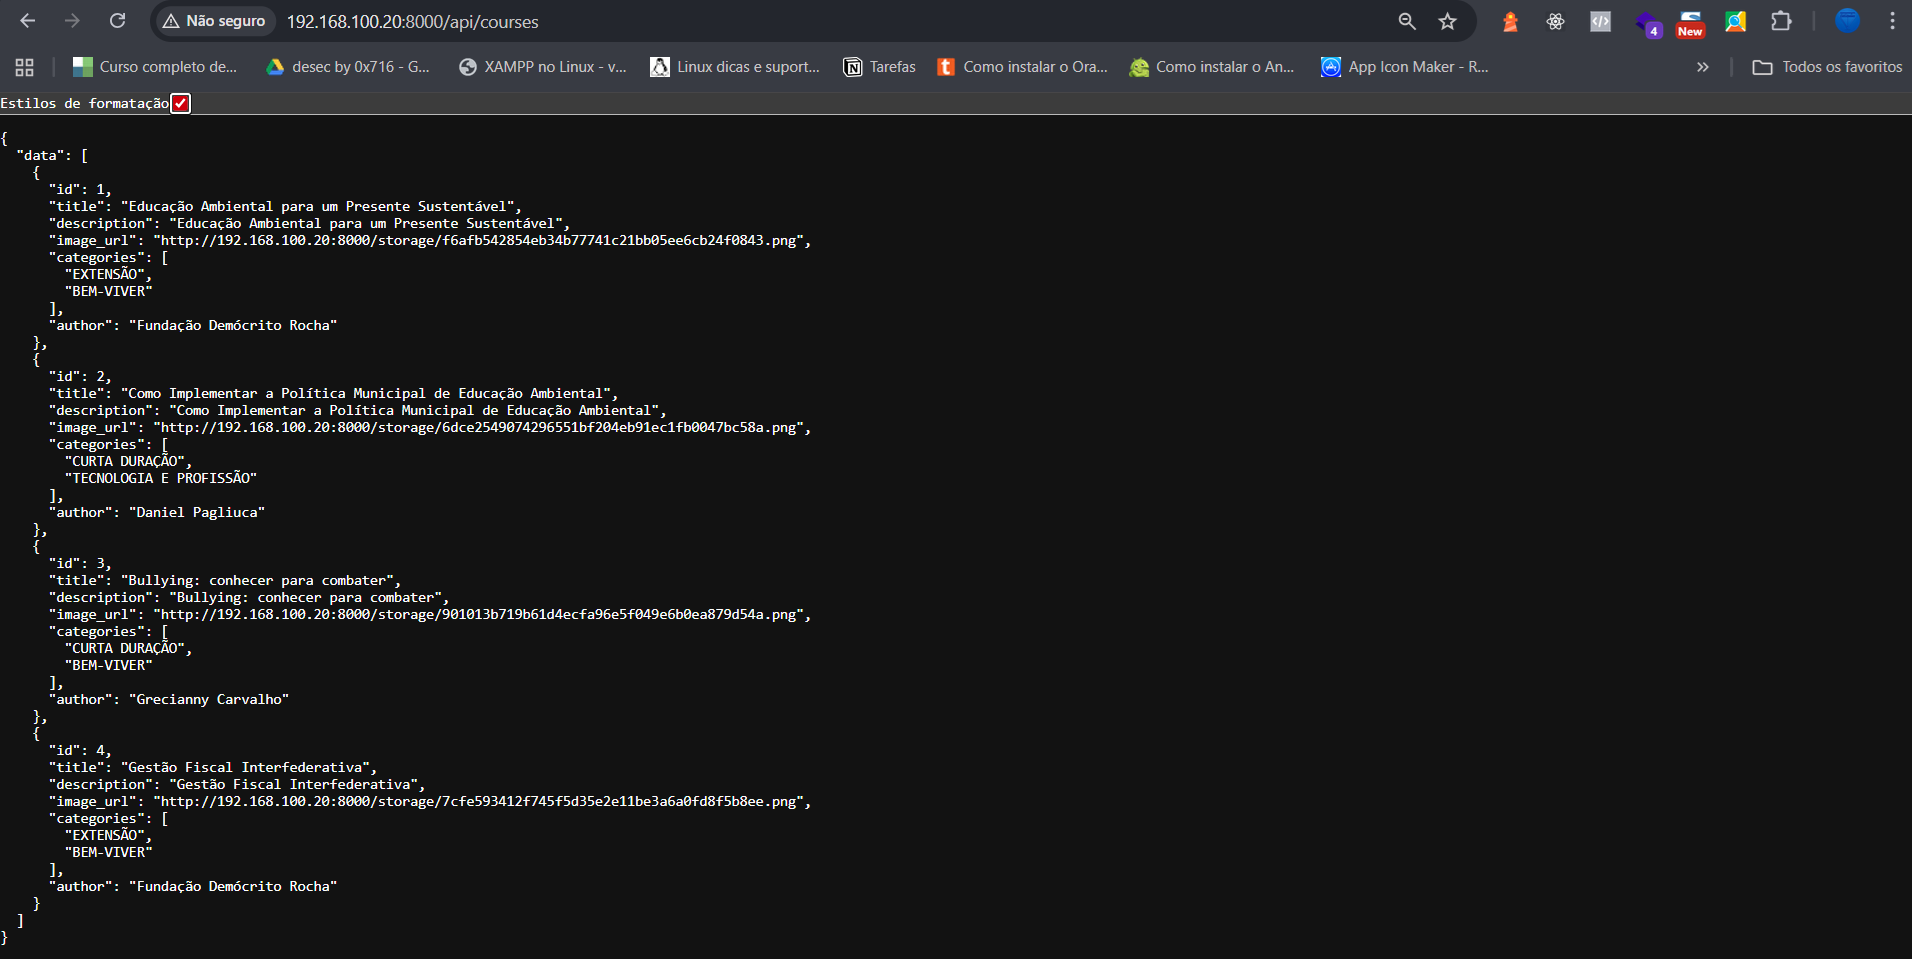 Não seguro
192.168.100.20:8000/api/courses
4
New
Curso completo de...
desec by 0x716 - G...
XAMPP no Linux - v...
Linux dicas e suport...
Tarefas
Como instalar o Ora...
Como instalar o An...
App Icon Maker - R...
»
Todos os favoritos
Estilos de formatação
{
  "data": [
    {
      "id": 1,
      "title": "Educação Ambiental para um Presente Sustentável",
      "description": "Educação Ambiental para um Presente Sustentável",
      "image_url": "http://192.168.100.20:8000/storage/f6afb542854eb34b77741c21bb05ee6cb24f0843.png",
      "categories": [
        "EXTENSÃO",
        "BEM-VIVER"
      ],
      "author": "Fundação Demócrito Rocha"
    },
    {
      "id": 2,
      "title": "Como Implementar a Política Municipal de Educação Ambiental",
      "description": "Como Implementar a Política Municipal de Educação Ambiental",
      "image_url": "http://192.168.100.20:8000/storage/6dce2549074296551bf204eb91ec1fb0047bc58a.png",
      "categories": [
        "CURTA DURAÇÃO",
        "TECNOLOGIA E PROFISSÃO"
      ],
      "author": "Daniel Pagliuca"
    },
    {
      "id": 3,
      "title": "Bullying: conhecer para combater",
      "description": "Bullying: conhecer para combater",
      "image_url": "http://192.168.100.20:8000/storage/901013b719b61d4ecfa96e5f049e6b0ea879d54a.png",
      "categories": [
        "CURTA DURAÇÃO",
        "BEM-VIVER"
      ],
      "author": "Grecianny Carvalho"
    },
    {
      "id": 4,
      "title": "Gestão Fiscal Interfederativa",
      "description": "Gestão Fiscal Interfederativa",
      "image_url": "http://192.168.100.20:8000/storage/7cfe593412f745f5d35e2e11be3a6a0fd8f5b8ee.png",
      "categories": [
        "EXTENSÃO",
        "BEM-VIVER"
      ],
      "author": "Fundação Demócrito Rocha"
    }
  ]
}